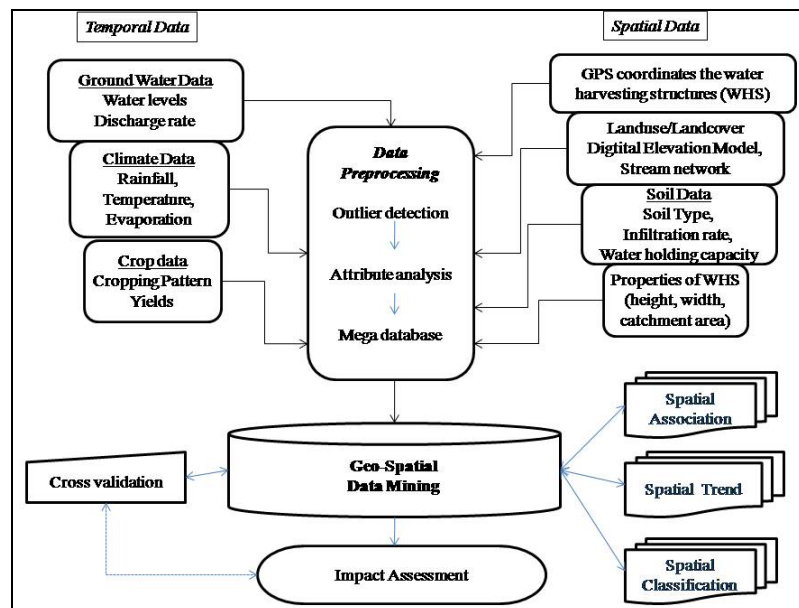 Temporal Data
Spatial Data
Ground Water Data
Water levels
Discharge rate
Climate Data
Rainfall,
Temperature,
Evaporation
Crop data
Cropping Pattern
Yields
Data
Preprocessing
Outlier detection
Attribute analysis
Mega database
GPS coordinates the water
harvesting structures (WHS)
Landuse/Landcover
Digtital Elevation Model,
Stream network
Soil Data
Soil Type,
Infiltration rate,
Water holding capacity
Properties of WHS
(height, width,
catchment area)
Cross validation
Geo-Spatial
Data Mining
Impact Assessment
Spatial
Association
Spatial Trend
Spatial
Classification